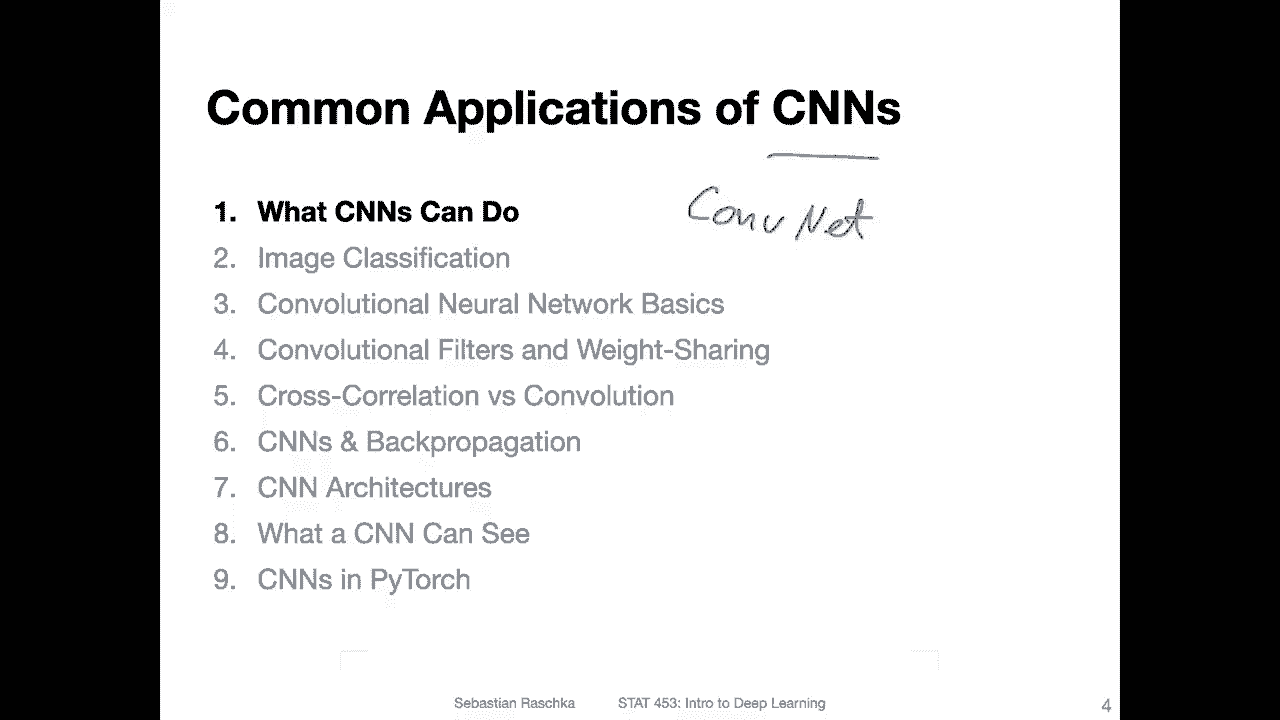 Common Applications of CNNs
1. What CNNs Can Do
ConvNet
2. Image Classification
3. Convolutional Neural Network Basics
4. Convolutional Filters and Weight-Sharing
5. Cross-Correlation vs Convolution
6. CNNs & Backpropagation
7. CNN Architectures
8. What a CNN Can See
9. CNNs in PyTorch
Sebastian Raschka STAT 453: Intro to Deep Learning 4